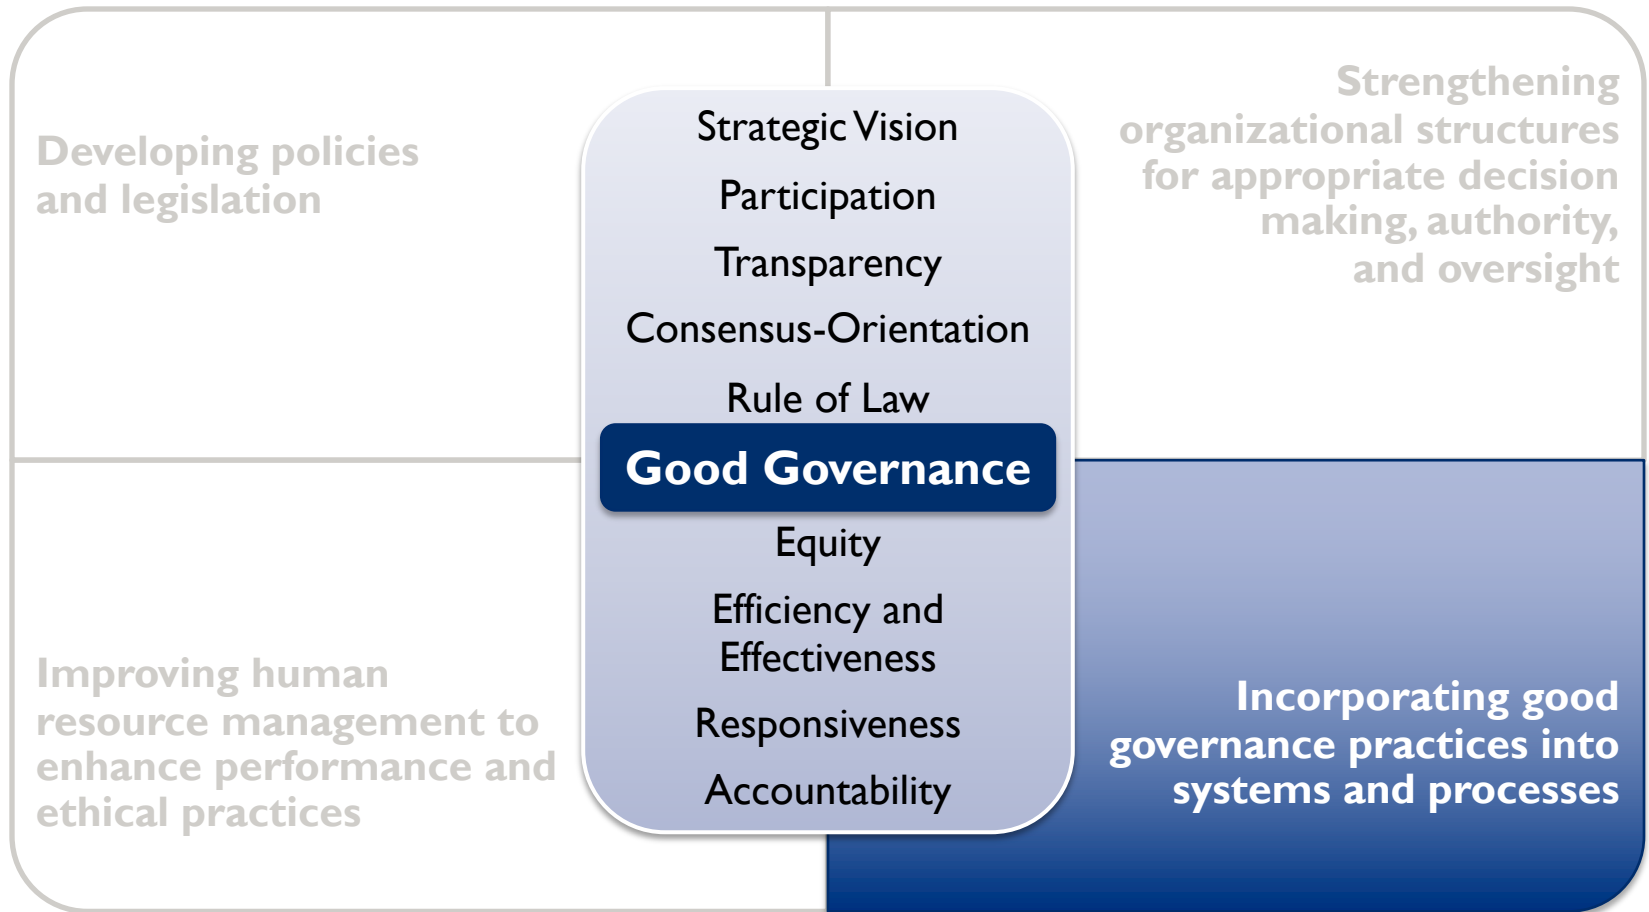 Developing policies
and legislation
Strengthening
organizational structures
for appropriate decision
making, authority,
and oversight
Strategic Vision
Participation
Transparency
Consensus-Orientation
Rule of Law
Good Governance
Equity
Efficiency and
Effectiveness
Responsiveness
Accountability
Improving human
resource management to
enhance performance and
ethical practices
Incorporating good
governance practices into
systems and processes